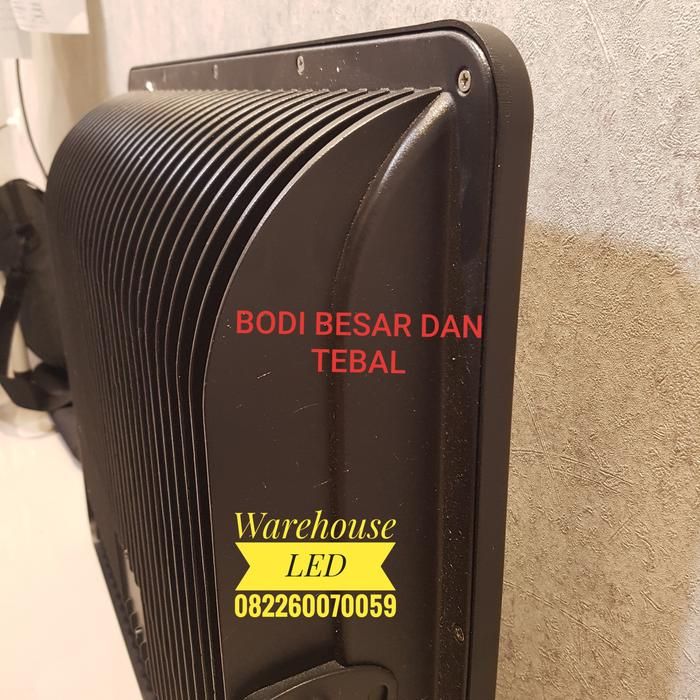 BODI BESAR DAN
TEBAL
Warehouse
LED
082260070059